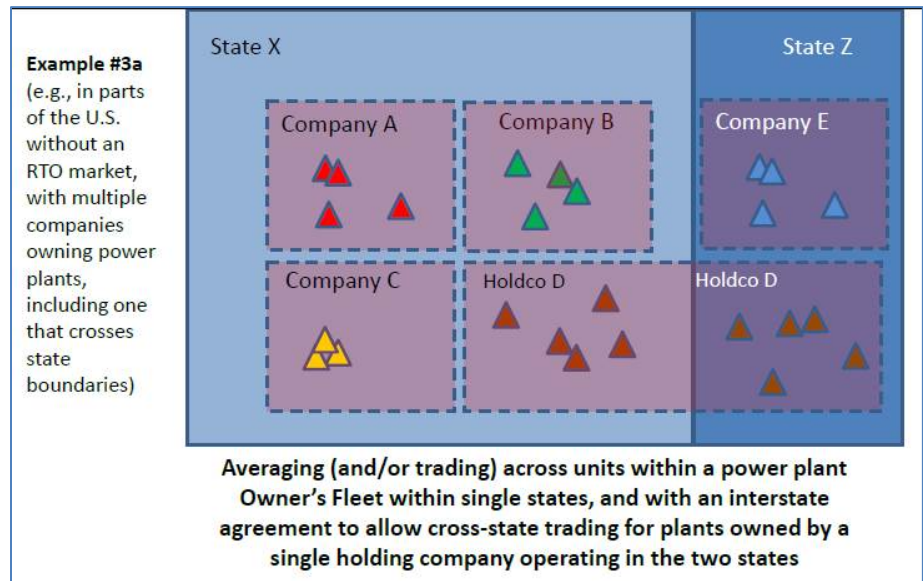 Example #3a
(e.g., in parts
of the U.S.
without an
RTO market,
with multiple
companies
owning power
plants,
including one
that crosses
state
boundaries)
State X
State Z
Company A
Company B
Company E
Company C
Holdco D
Holdco D
Averaging (and/or trading) across units within a power plant
Owner's Fleet within single states, and with an interstate
agreement to allow cross-state trading for plants owned by a
single holding company operating in the two states